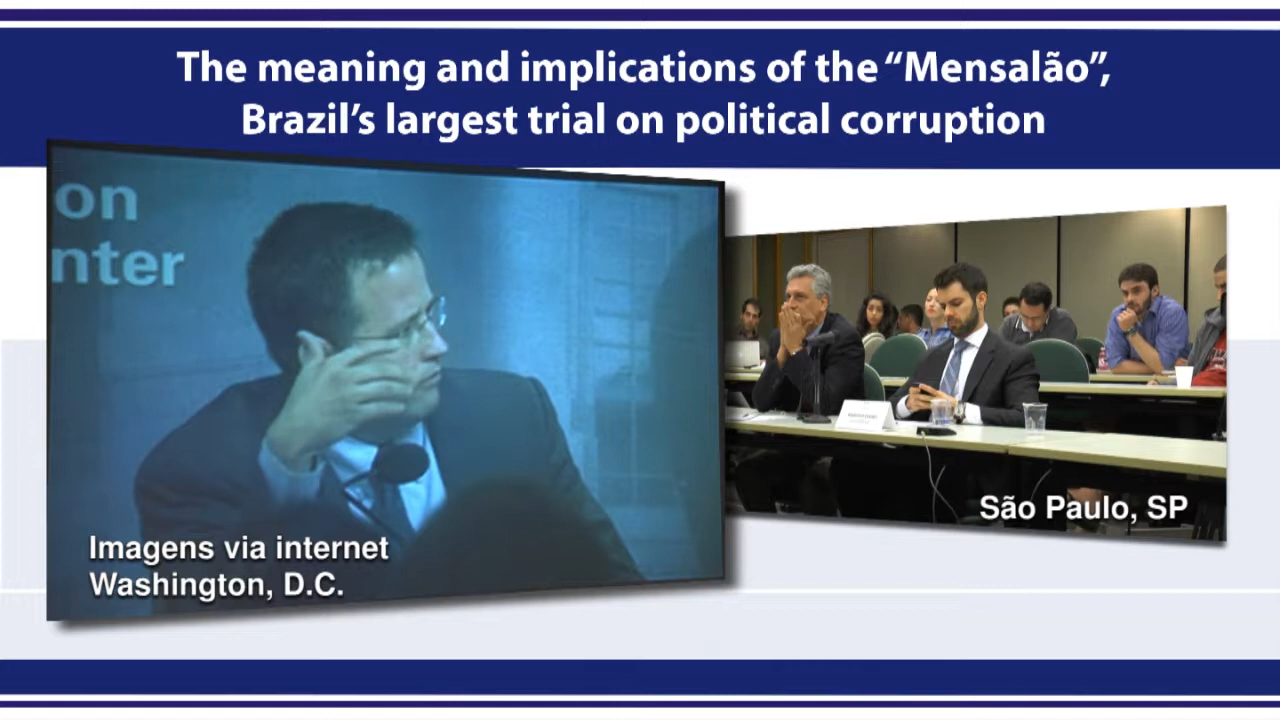 The meaning and implications of the “Mensalão”,
Brazil’s largest trial on political corruption
on
nter
Imagens via internet
Washington, D.C.
São Paulo, SP